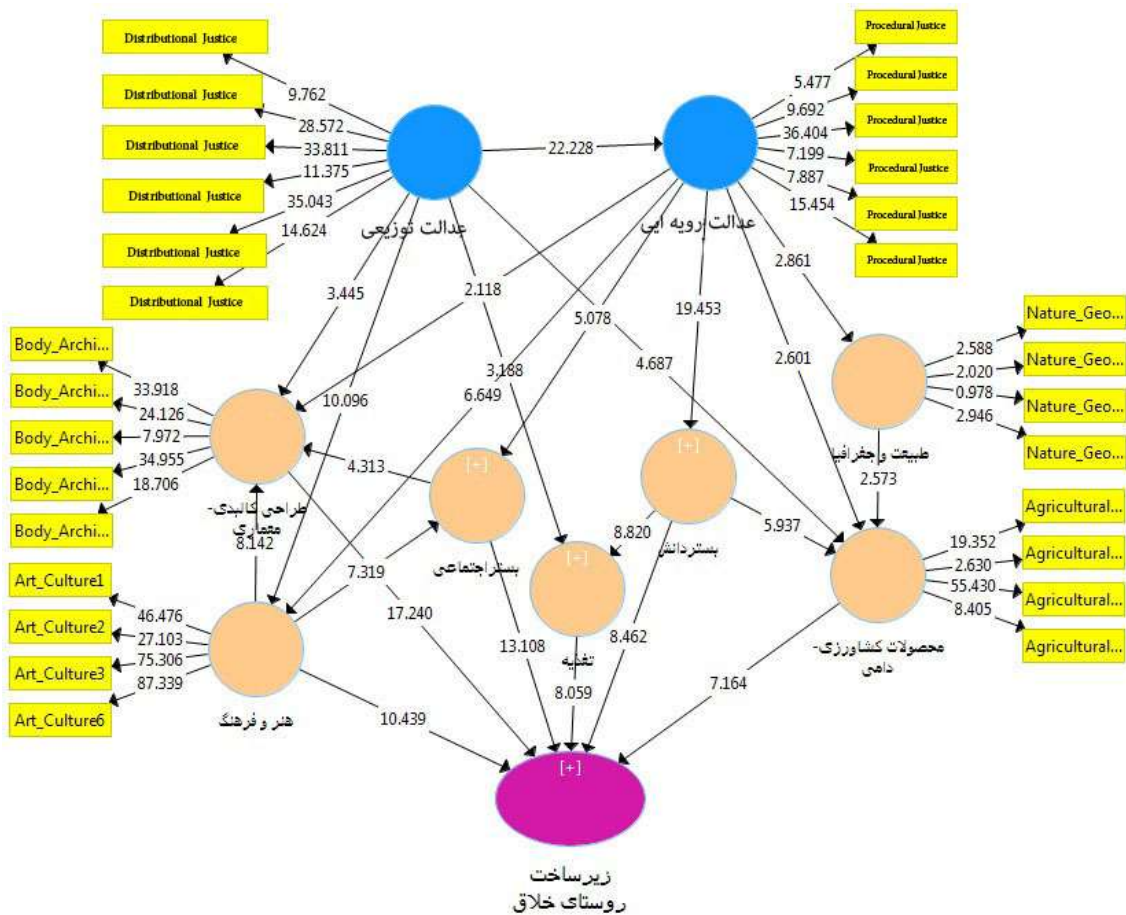 Distributional Justice
Distributional Justice
Distributional Justice
Distributional Justice
Distributional Justice
Distributional Justice
Procedural Justice
Procedural Justice
Procedural Justice
Procedural Justice
Procedural Justice
Procedural Justice
9.762
28.572
33.811
11.375
35.043
14.624
22.228
5.477
9.692
36.404
7.199
7.887
15.454
عدالت توزیعی
عدالت رویه ایی
3.445
2.118
5.078
19.453
2.861
3.188
4.687
2.601
6.649
10.096
Body_Archi...
Body_Archi...
Body_Archi...
Body_Archi...
Body_Archi...
33.918
24.126
7.972
34.955
18.706
طراحی کالبدی-
معماری
Nature_Geo...
Nature_Geo...
Nature_Geo...
Nature_Geo...
2.588
2.020
0.978
2.946
طبیعت و جغرافیا
2.573
4.313
[+]
بستر اجتماعی
[+]
بستر دانش
8.820
5.937
[+]
تغذیه
8.142
7.319
17.240
13.108
8.059
8.462
7.164
10.439
Art_Culture1
Art_Culture2
Art_Culture3
Art_Culture6
46.476
27.103
75.306
87.339
هنر و فرهنگ
Agricultural...
Agricultural...
Agricultural...
Agricultural...
19.352
2.630
55.430
8.405
محصولات کشاورزی-
دامی
[+]
زیرساخت
روستای خلاق